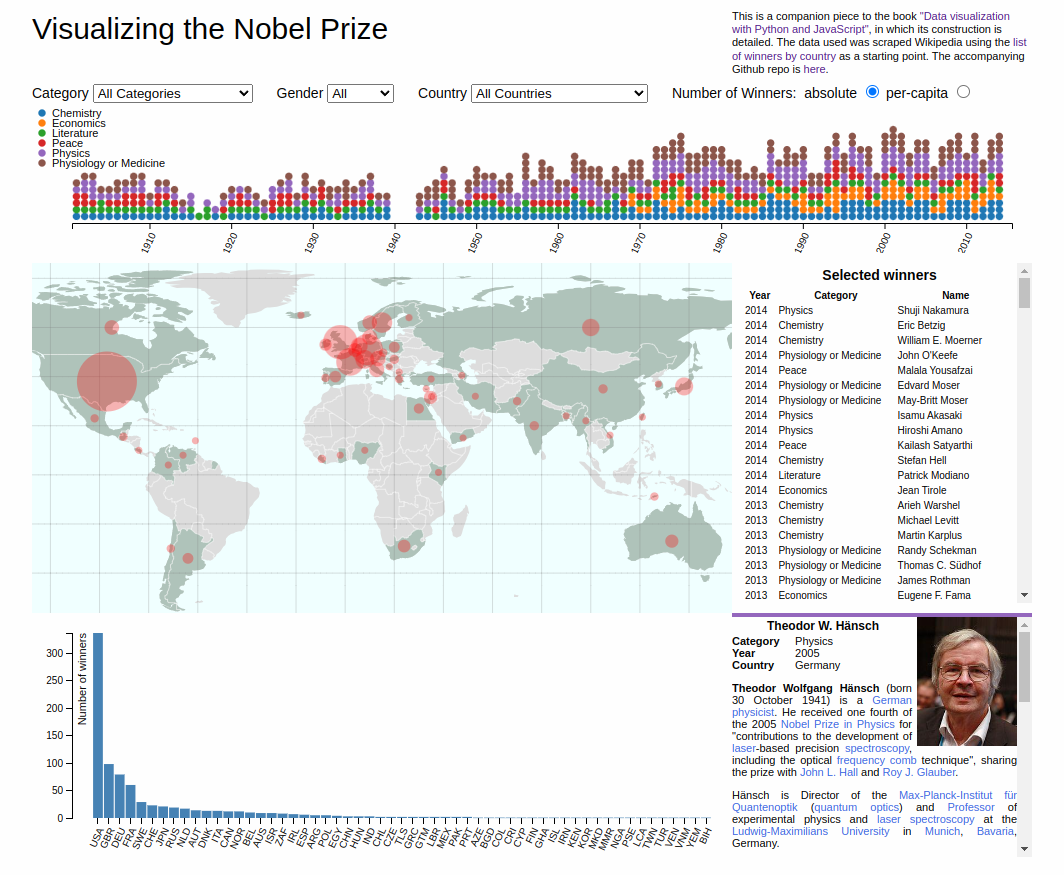 Visualizing the Nobel Prize
This is a companion piece to the book "Data visualization
with Python and JavaScript", in which its construction is
detailed. The data used was scraped Wikipedia using the list
of winners by country as a starting point. The accompanying
Github repo is here.
Category All Categories Gender All Country All Countries Number of Winners: absolute per-capita
Chemistry
Economics
Literature
Peace
Physics
Physiology or Medicine
1910 1920 1930 1940 1950 1960 1970 1980 1990 2000 2010
Selected winners
Year Category Name
2014 Physics Shuji Nakamura
2014 Chemistry Eric Betzig
2014 Chemistry William E. Moerner
2014 Physiology or Medicine John O'Keefe
2014 Peace Malala Yousafzai
2014 Physiology or Medicine Edvard Moser
2014 Physiology or Medicine May-Britt Moser
2014 Physics Isamu Akasaki
2014 Physics Hiroshi Amano
2014 Peace Kailash Satyarthi
2014 Chemistry Stefan Hell
2014 Literature Patrick Modiano
2014 Economics Jean Tirole
2013 Chemistry Arieh Warshel
2013 Chemistry Michael Levitt
2013 Chemistry Martin Karplus
2013 Physiology or Medicine Randy Schekman
2013 Physiology or Medicine Thomas C. Südhof
2013 Physiology or Medicine James Rothman
2013 Economics Eugene F. Fama
Number of winners
300
250
200
150
100
50
0
USA GBR DEU FRA SWE CHE JPN RUS NLD AUT DNK ITA CAN NOR BEL AUS ISR ZAF IRL ESP ARG POL EGY CHN HUN IND CHL CZE TLS GRC GTM LBR MEX PAK PRT AZE BGD COL CRI CYP FIN GHA ISL IRN KEN KOR MKD MMR NGA PSE LCA TWN TUR VEN VNM YEM BIH
Theodor W. Hänsch
Category Physics
Year 2005
Country Germany
Theodor Wolfgang Hänsch (born
30 October 1941) is a German
physicist. He received one fourth of
the 2005 Nobel Prize in Physics for
"contributions to the development of
laser-based precision spectroscopy,
including the optical frequency comb technique", sharing
the prize with John L. Hall and Roy J. Glauber.
Hänsch is Director of the Max-Planck-Institut für
Quantenoptik (quantum optics) and Professor of
experimental physics and laser spectroscopy at the
Ludwig-Maximilians University in Munich, Bavaria,
Germany.